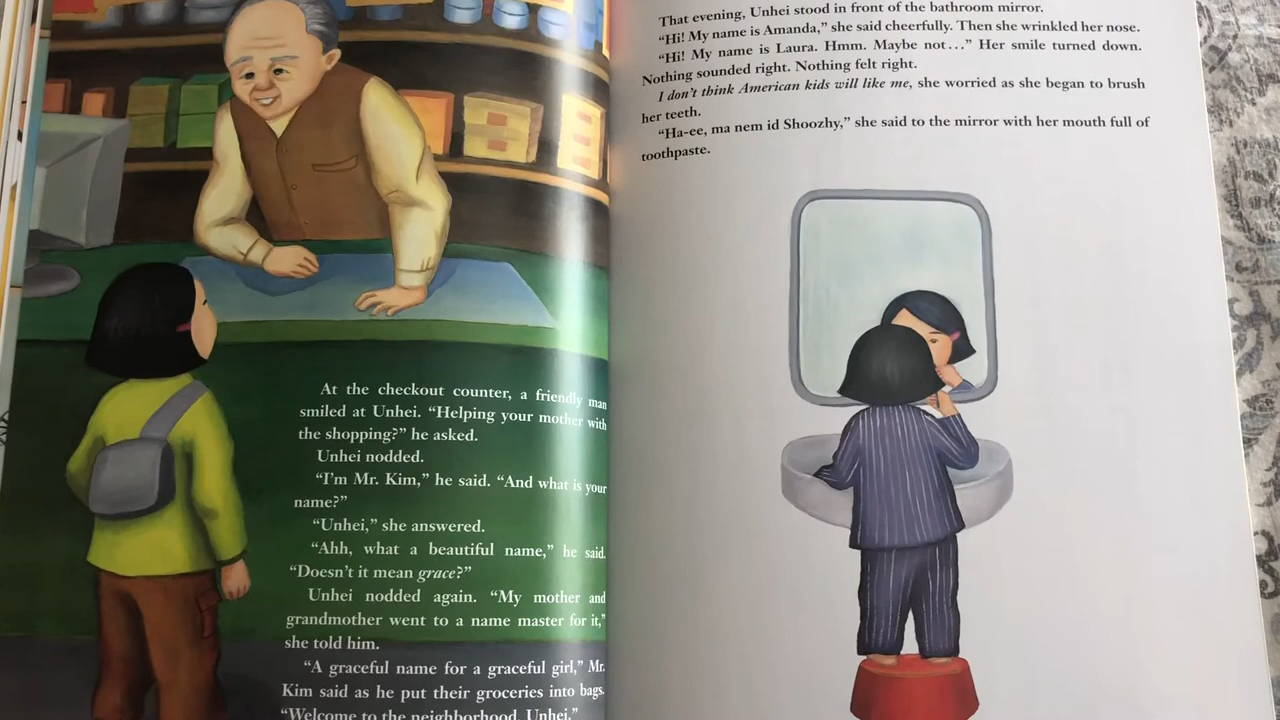 At the checkout counter, a friendly man
smiled at Unhei. “Helping your mother with
the shopping?” he asked.
Unhei nodded.
“I’m Mr. Kim,” he said. “And what is your
name?”
“Unhei,” she answered.
“Ahh, what a beautiful name,” he said.
“Doesn’t it mean grace?”
Unhei nodded again. “My mother and
grandmother went to a name master for it,”
she told him.
“A graceful name for a graceful girl,” Mr.
Kim said as he put their groceries into bags.
“Welcome to the neighborhood, Unhei.”
That evening, Unhei stood in front of the bathroom mirror.
“Hi! My name is Amanda,” she said cheerfully. Then she wrinkled her nose.
“Hi! My name is Laura. Hmm. Maybe not...” Her smile turned down.
Nothing sounded right. Nothing felt right.
I don’t think American kids will like me, she worried as she began to brush
her teeth.
“Ha-ee, ma nem id Shoozhy,” she said to the mirror with her mouth full of
toothpaste.